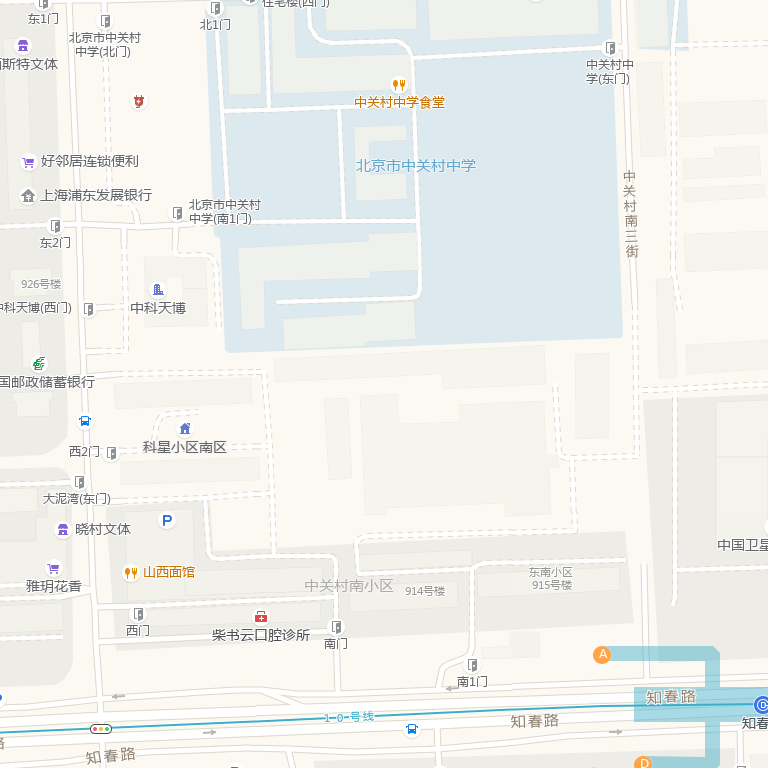 东1门
北1门
住宅楼(西门)
北京市中关村
中学(北门)
斯特文体
中关村中
学(东门)
中关村中学食堂
好邻居连锁便利
北京市中关村中学
上海浦东发展银行
北京市中关村
中学(南1门)
中关村南三街
东2门
926号楼
中科天博(西门)
中科天博
国邮政储蓄银行
科星小区南区
西2门
大泥湾(东门)
晓村文体
P
中国卫星
山西面馆
雅玥花香
中关村南小区
914号楼
东南小区
915号楼
西门
柴书云口腔诊所
南门
A
南1门
知春路
10号线
知春路
知春
路
知春路
D